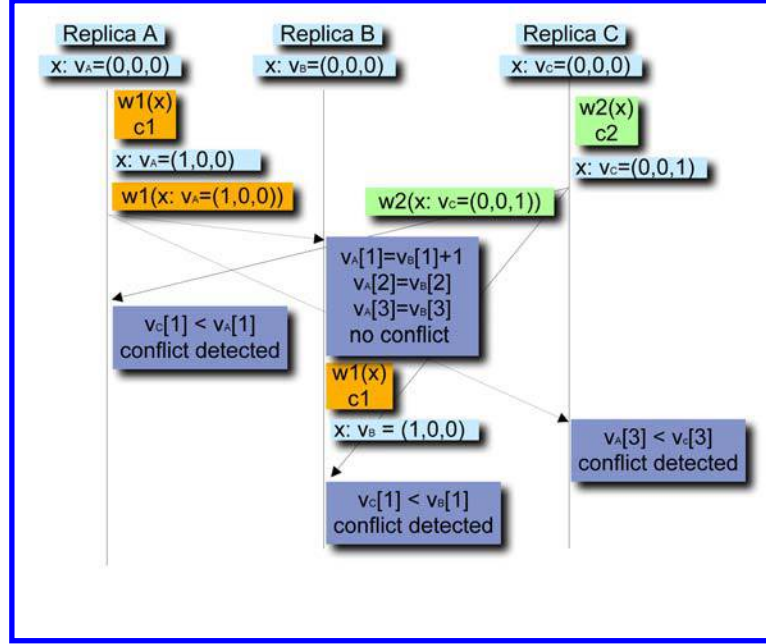 Replica A
Replica B
Replica C
x: vA=(0,0,0)
x: vB=(0,0,0)
x: vC=(0,0,0)
w1(x)
c1
w2(x)
c2
x: vA=(1,0,0)
x: vC=(0,0,1)
w1(x: vA=(1,0,0))
w2(x: vC=(0,0,1))
vA[1]=vB[1]+1
vA[2]=vB[2]
vA[3]=vB[3]
no conflict
vC[1] < vA[1]
conflict detected
w1(x)
c1
x: vB = (1,0,0)
vA[3] < vc[3]
conflict detected
vC[1] < vB[1]
conflict detected